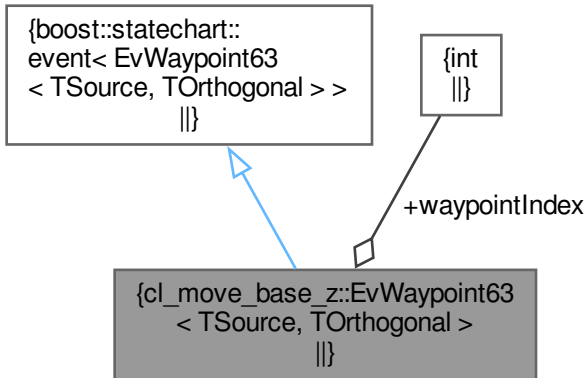 {boost::statechart::
event< EvWaypoint63
< TSource, TOrthogonal > >
||}
{int
||}
+waypointIndex
{cl_move_base_z::EvWaypoint63
< TSource, TOrthogonal >
||}